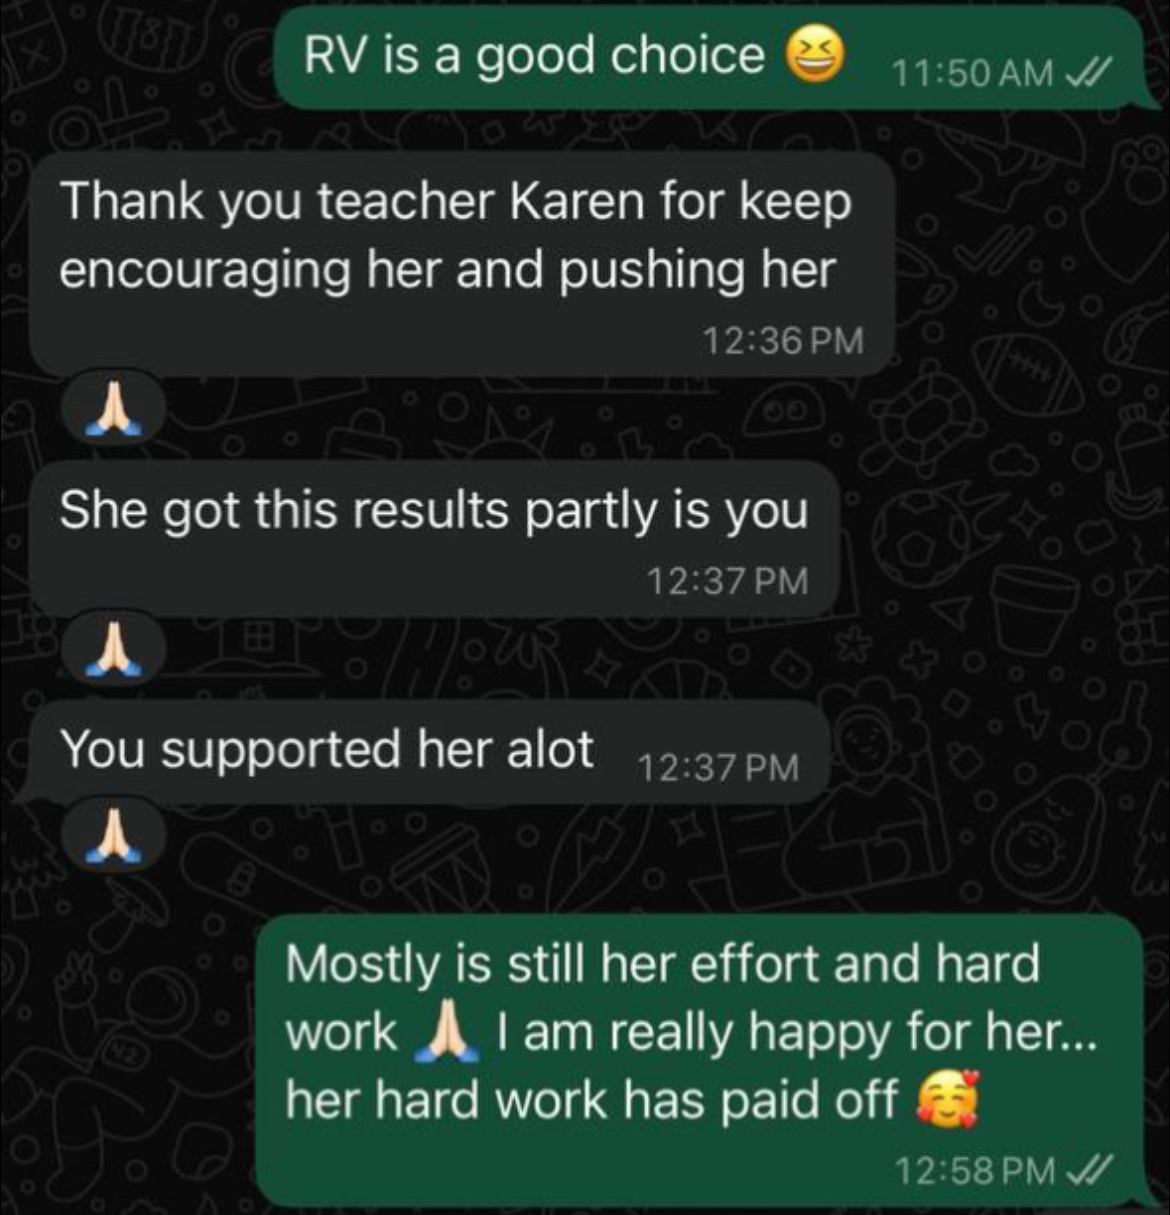 RV is a good choice 😆 11:50 AM
Thank you teacher Karen for keep
encouraging her and pushing her
12:36 PM
🙏🏻
She got this results partly is you
12:37 PM
🙏🏻
You supported her alot 12:37 PM
🙏🏻
Mostly is still her effort and hard
work 🙏🏻 I am really happy for her...
her hard work has paid off 🥰
12:58 PM